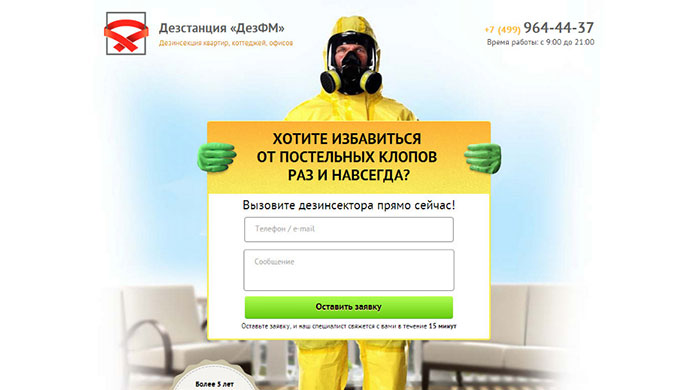 Дезстанция «ДезФМ»
Дезинсекция квартир, коттеджей, офисов
+7 (499) 964-44-37
Время работы: с 9:00 до 21:00
ХОТИТЕ ИЗБАВИТЬСЯ
ОТ ПОСТЕЛЬНЫХ КЛОПОВ
РАЗ И НАВСЕГДА?
Вызовите дезинсектора прямо сейчас!
Телефон / e-mail
Сообщение
Оставить заявку
Оставьте заявку, и наш специалист свяжется с вами в течение 15 минут
Более 5 лет